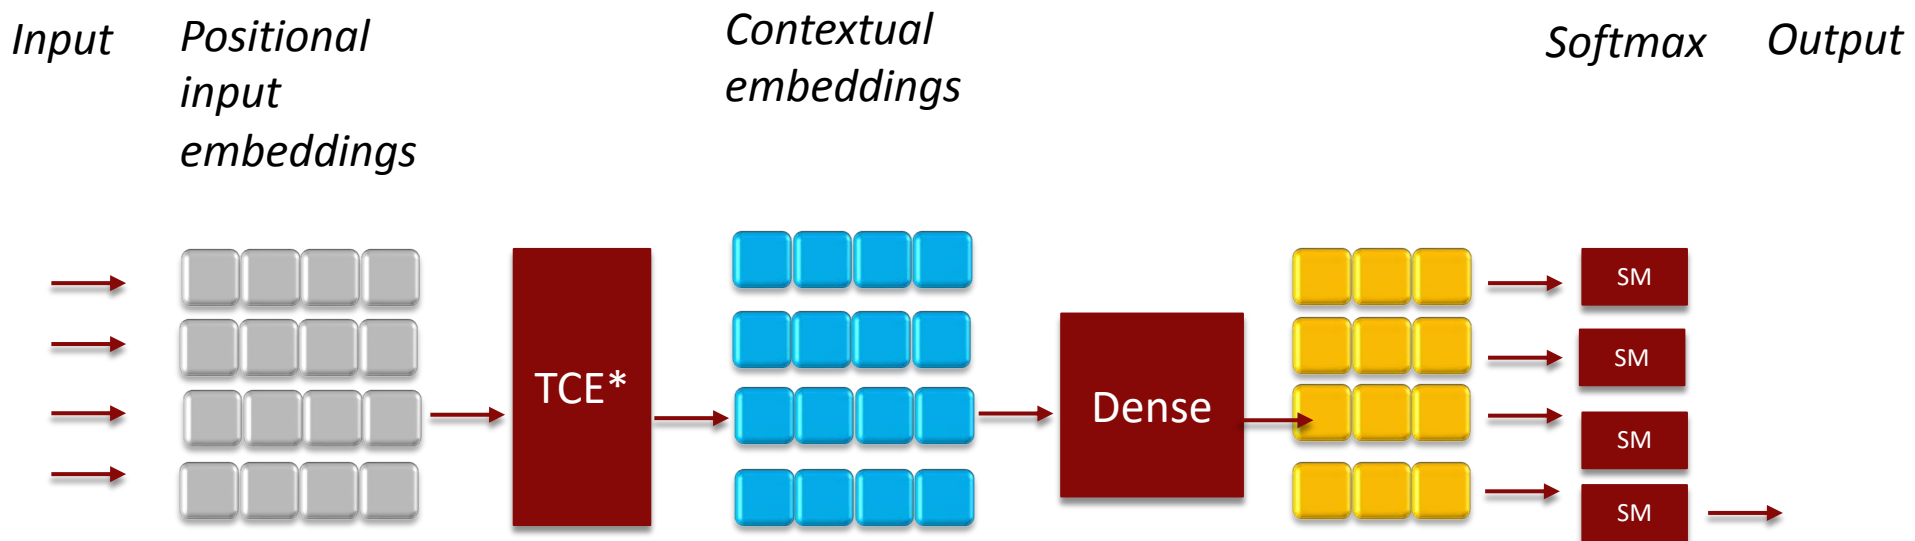 Input
Positional
input
embeddings
Contextual
embeddings
Softmax
Output
TCE*
Dense
SM
SM
SM
SM